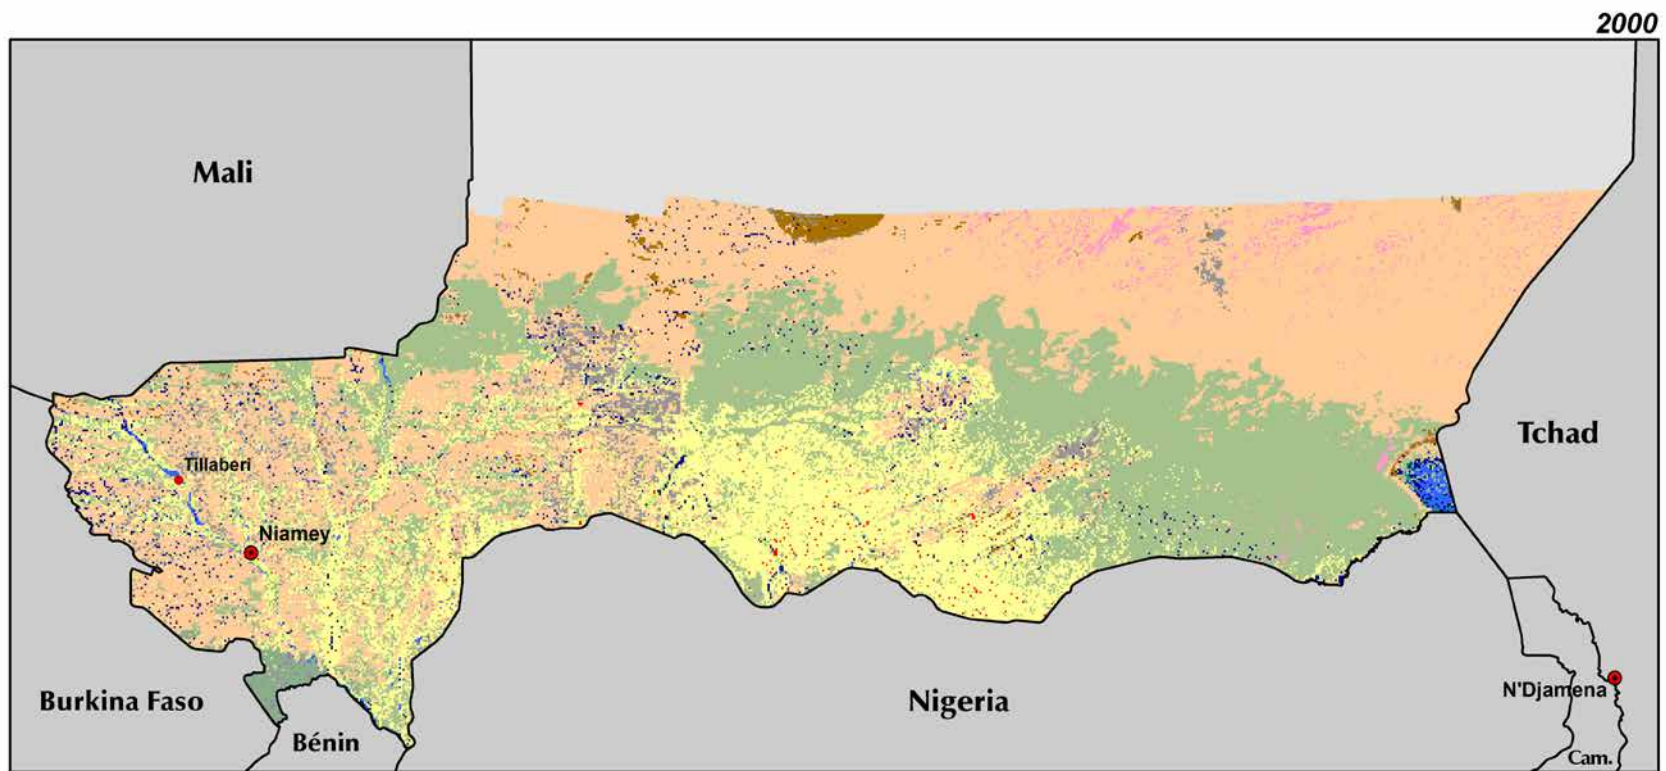 2000
Mali
Tchad
Tillaberi
Niamey
Burkina Faso
Nigeria
N'Djamena
Bénin
Cam.